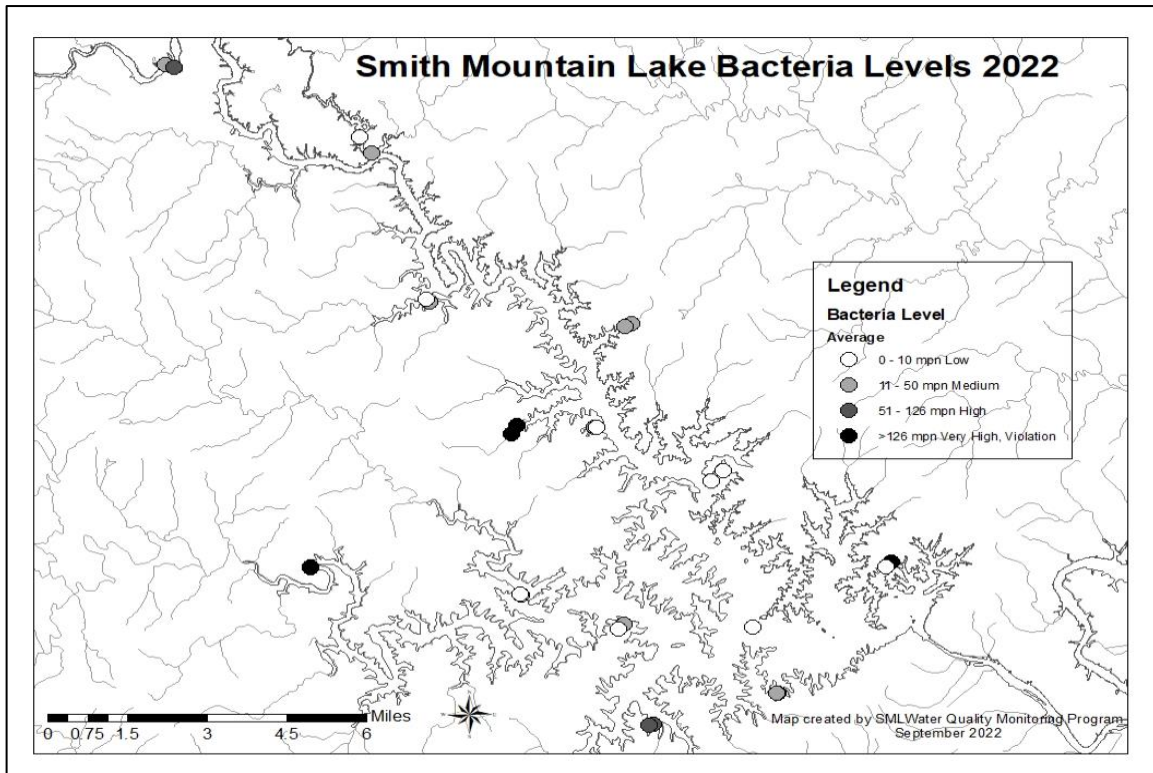 Smith Mountain Lake Bacteria Levels 2022
Legend
Bacteria Level
Average
0 - 10 mpn Low
11 - 50 mpn Medium
51 - 126 mpn High
>126 mpn Very High, Violation
Miles
0 0.75 1.5 3 4.5 6
Map created by SMLWater Quality Monitoring Program
September 2022